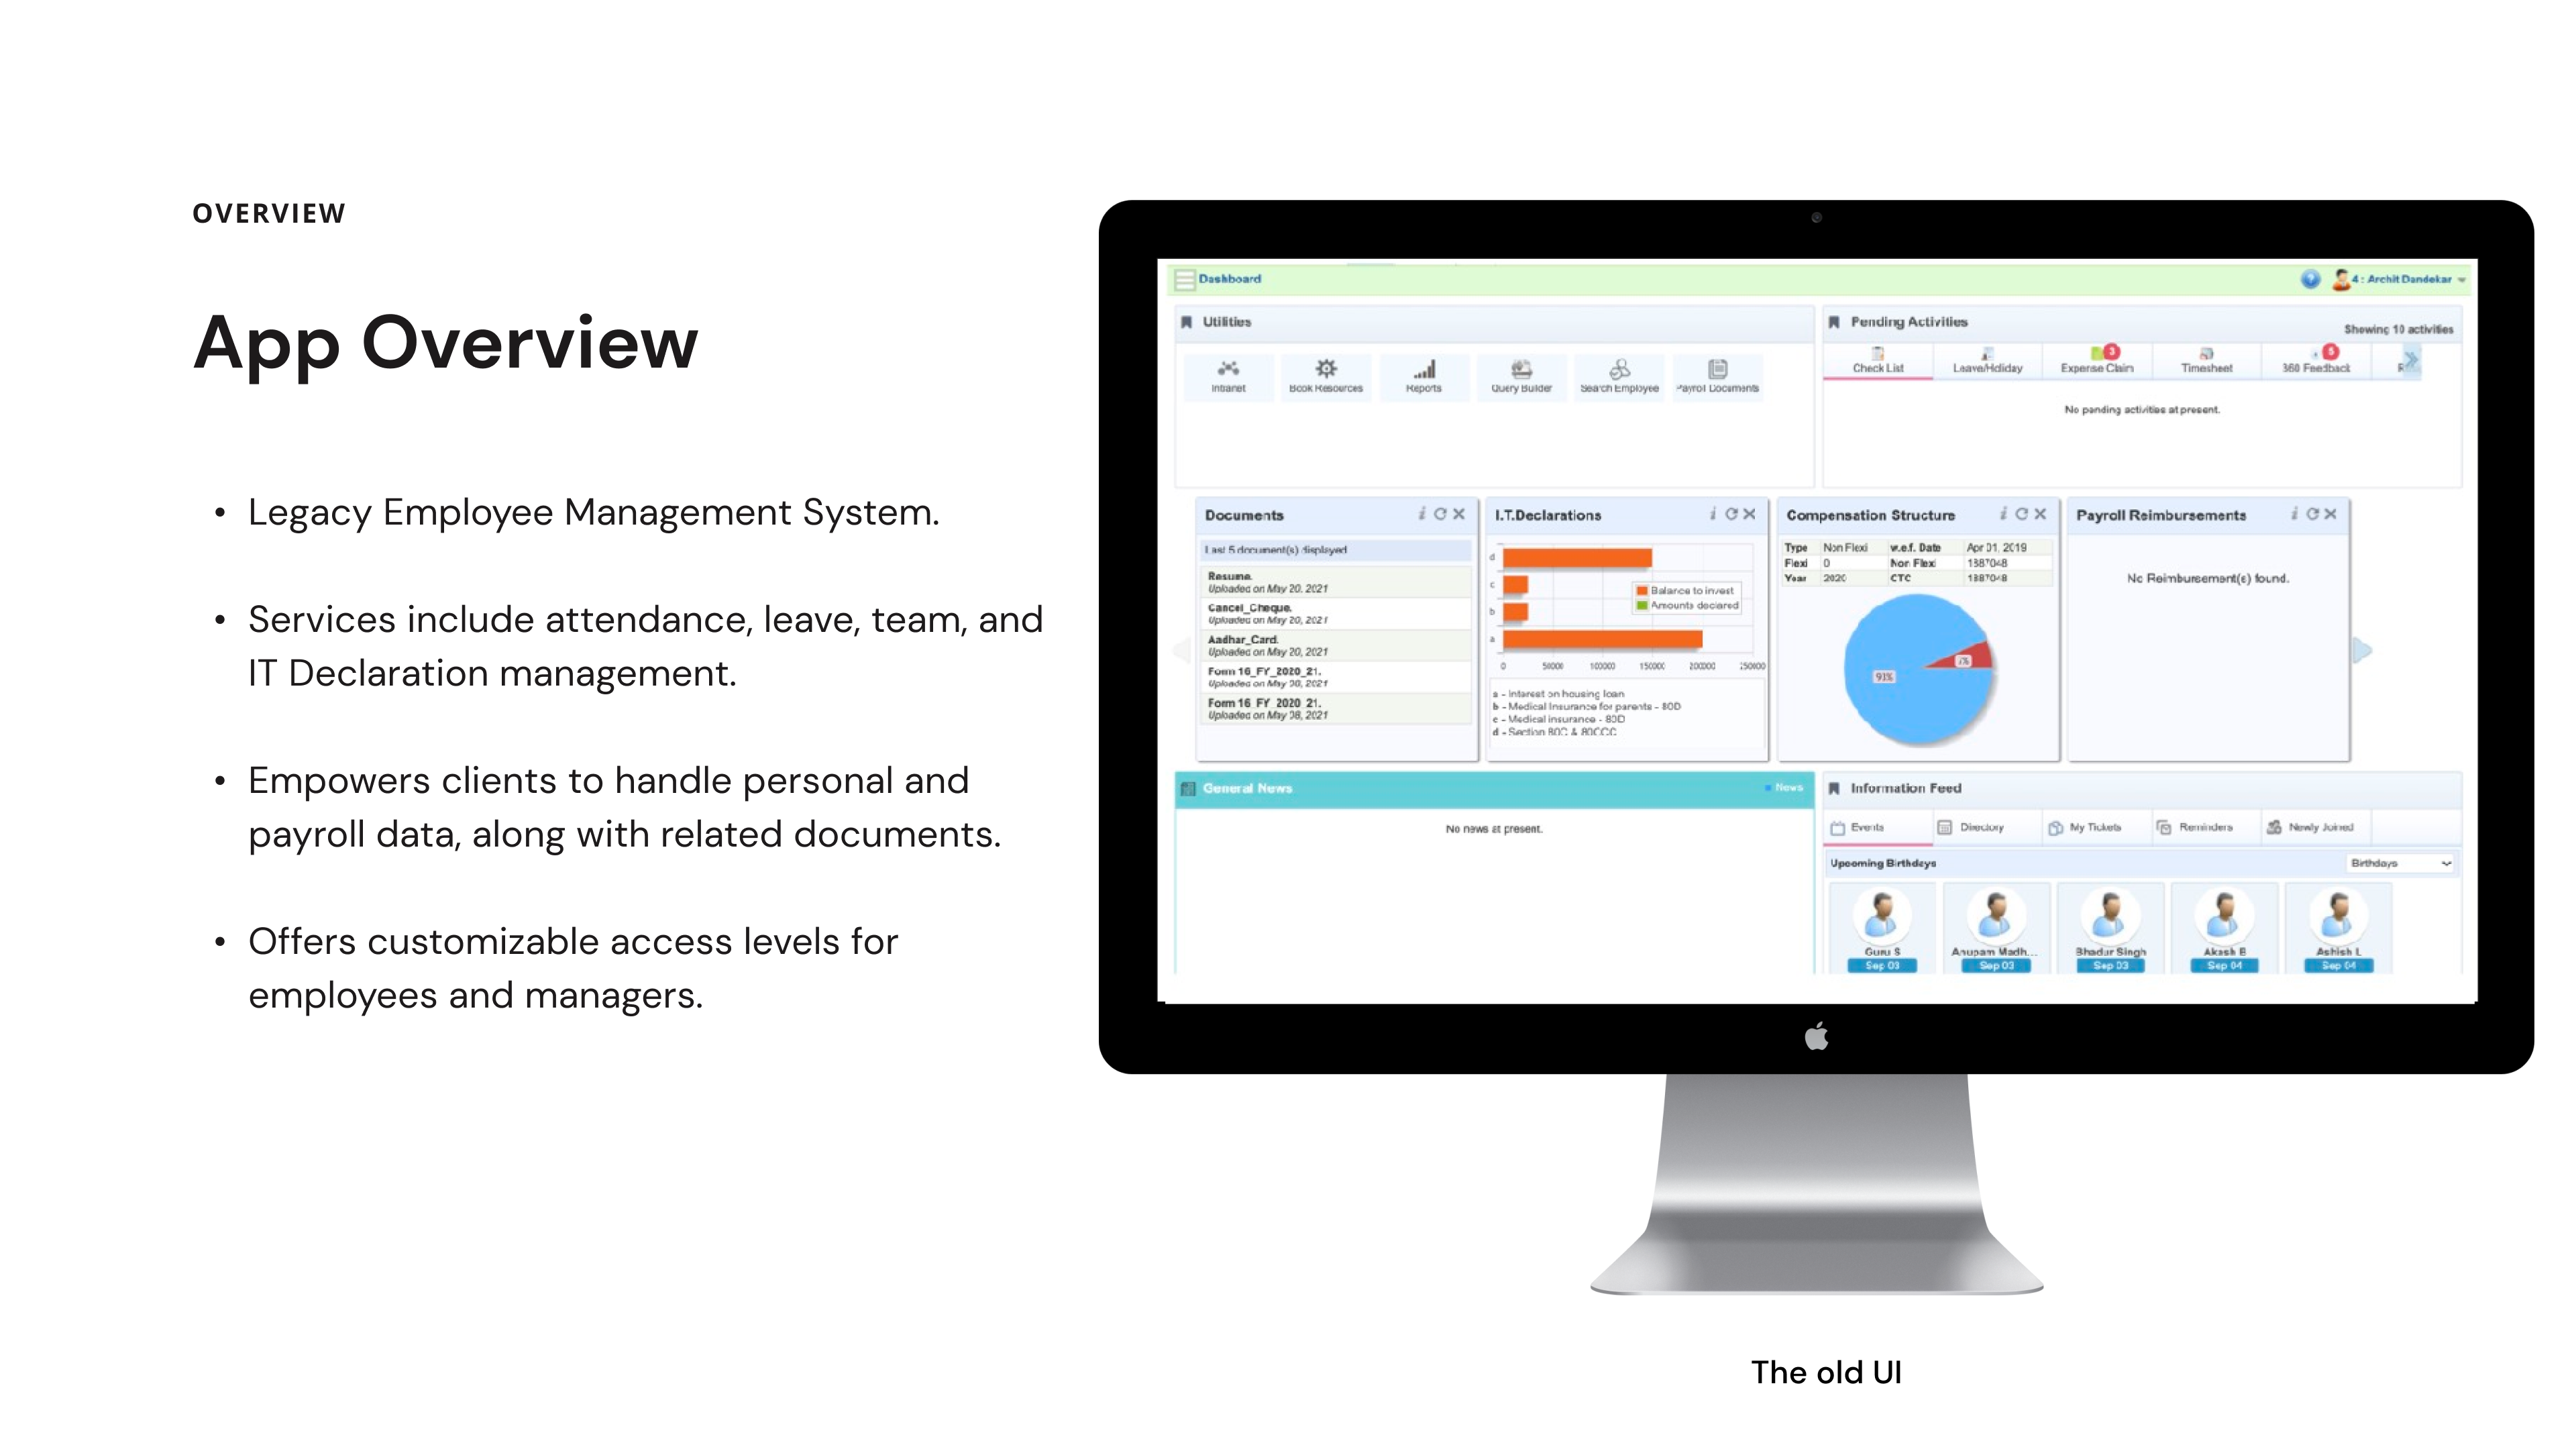 OVERVIEW
App Overview
• Legacy Employee Management System.
• Services include attendance, leave, team, and
IT Declaration management.
• Empowers clients to handle personal and
payroll data, along with related documents.
• Offers customizable access levels for
employees and managers.
Dashboard
4 : Archit Dandekar
Utilities
Intranet
Book Resources
Reports
Query Builder
Search Employee
Payroll Documents
Pending Activities
Showing 10 activities
Check List
Leave/Holiday
3
Expense Claim
Timesheet
5
360 Feedback
No pending activities at present.
Documents
Last 5 document(s) displayed
Resume.
Uploaded on May 20, 2021
Cancel_Cheque.
Uploaded on May 20, 2021
Aadhar_Card.
Uploaded on May 20, 2021
Form 16_FY_2020_21.
Uploaded on May
Form 16_FY_2020_21.
Uploaded on May 08, 2021
I.T.Declarations
d
c
b
a
Balance to invest
Amounts declared
0 50000 100000 150000 200000 250000
a - Interest on housing loan
b - Medical Insurance for parents - 80D
c - Medical insurance - 80D
d - Section 80C & 80CCC
Compensation Structure
Type Non Flexi w.e.f. Date Apr 01, 2019
Flexi 0 Non Flexi 1887048
Year 2020 CTC 1887048
93%
7%
Payroll Reimbursements
No Reimbursement(s) found.
General News
News
No news at present.
Information Feed
Events
Directory
My Tickets
Reminders
Newly Joined
Upcoming Birthdays
Birthdays
Guru S
Sep 03
Anupam Madh...
Sep 03
Bhadur Singh
Sep 03
Akash B
Sep 04
Ashish L
Sep 04
The old UI